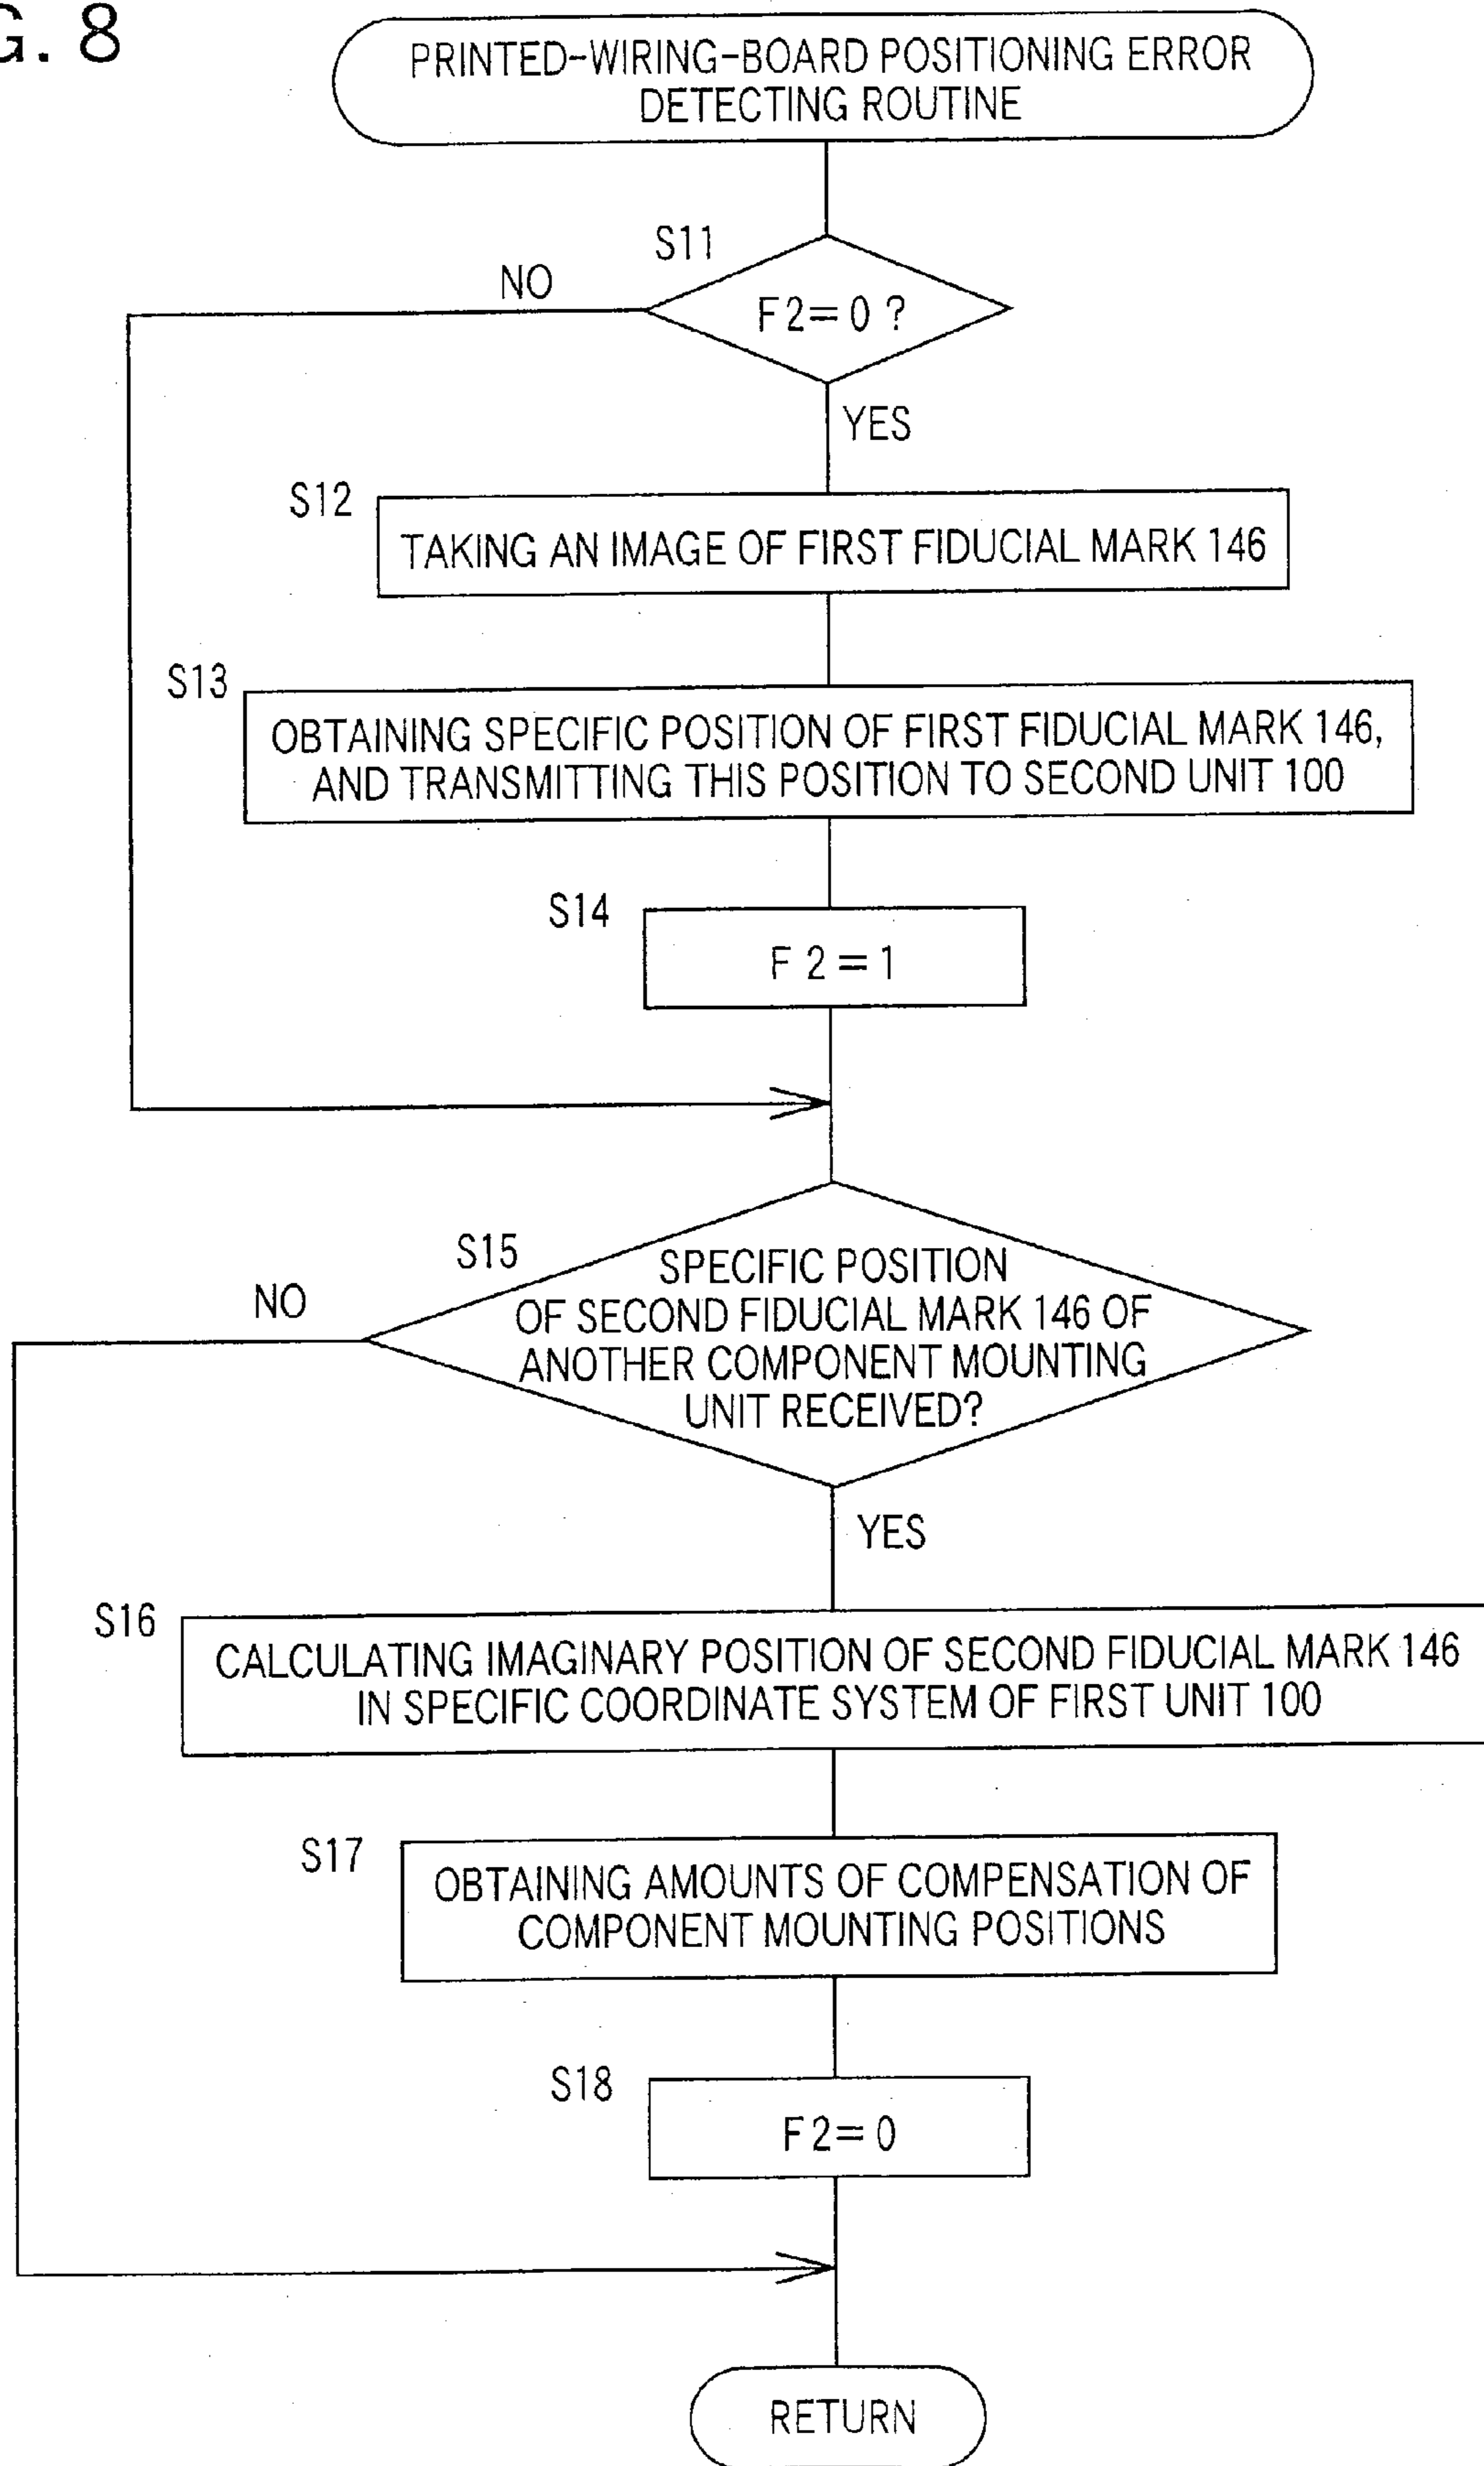 G. 8
PRINTED-WIRING-BOARD POSITIONING ERROR
DETECTING ROUTINE
S11
NO
F2=0 ?
YES
S12
TAKING AN IMAGE OF FIRST FIDUCIAL MARK 146
S13
OBTAINING SPECIFIC POSITION OF FIRST FIDUCIAL MARK 146,
AND TRANSMITTING THIS POSITION TO SECOND UNIT 100
S14
F 2 = 1
S15
NO
SPECIFIC POSITION
OF SECOND FIDUCIAL MARK 146 OF
ANOTHER COMPONENT MOUNTING
UNIT RECEIVED?
YES
S16
CALCULATING IMAGINARY POSITION OF SECOND FIDUCIAL MARK 146
IN SPECIFIC COORDINATE SYSTEM OF FIRST UNIT 100
S17
OBTAINING AMOUNTS OF COMPENSATION OF
COMPONENT MOUNTING POSITIONS
S18
F2= 0
RETURN